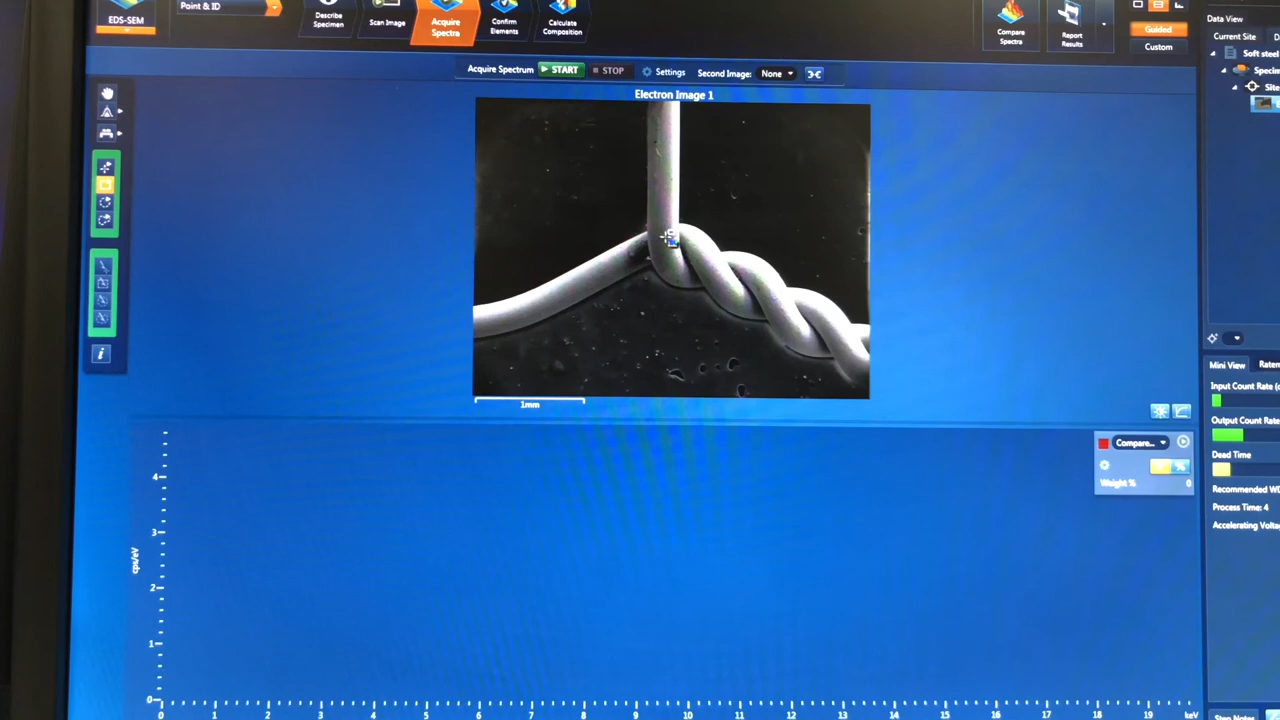 EDS-SEM
Point & ID
Describe
Specimen
Scan Image
Acquire
Spectra
Confirm
Elements
Calculate
Composition
Compare
Spectra
Report
Results
Guided
Custom
Data View
Current Site
Soft steel
Acquire Spectrum START STOP Settings Second Image: None
Electron Image 1
1mm
Mini View
Input Count Rate
Output Count Rate
Dead Time
Recommended
Process Time: 4
Accelerating
Compare...
%
Weight % 0
cps/eV
4
3
2
1
0
0 1 2 3 4 5 6 7 8 9 10 11 12 13 14 15 16 17 18 19 keV
Step Notes